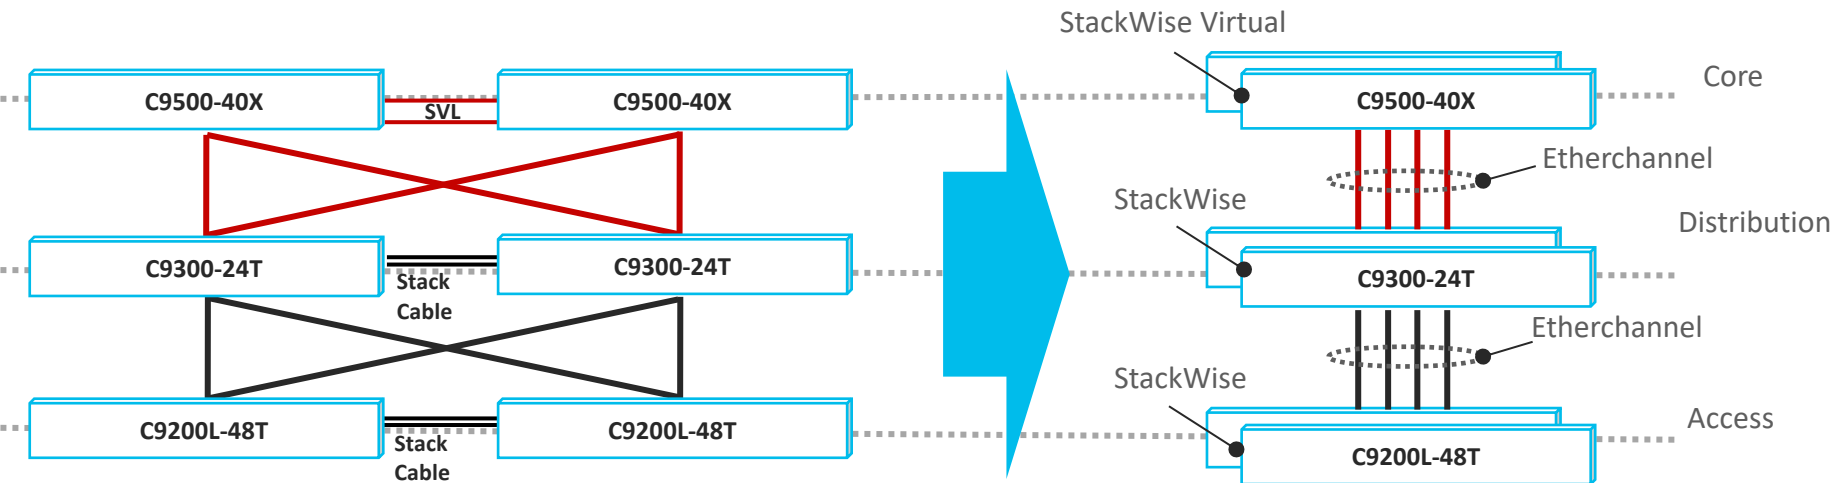 StackWise Virtual
C9500-40X
SVL
C9500-40X
C9500-40X
Core
Etherchannel
StackWise
Distribution
C9300-24T
Stack
Cable
C9300-24T
C9300-24T
Etherchannel
StackWise
Access
C9200L-48T
Stack
Cable
C9200L-48T
C9200L-48T